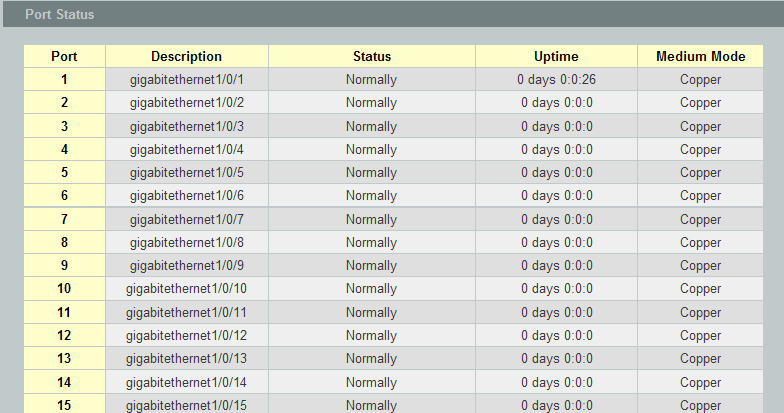 Port Status
Port Description Status Uptime Medium Mode
1 gigabitethernet1/0/1 Normally 0 days 0:0:26 Copper
2 gigabitethernet1/0/2 Normally 0 days 0:0:0 Copper
3 gigabitethernet1/0/3 Normally 0 days 0:0:0 Copper
4 gigabitethernet1/0/4 Normally 0 days 0:0:0 Copper
5 gigabitethernet1/0/5 Normally 0 days 0:0:0 Copper
6 gigabitethernet1/0/6 Normally 0 days 0:0:0 Copper
7 gigabitethernet1/0/7 Normally 0 days 0:0:0 Copper
8 gigabitethernet1/0/8 Normally 0 days 0:0:0 Copper
9 gigabitethernet1/0/9 Normally 0 days 0:0:0 Copper
10 gigabitethernet1/0/10 Normally 0 days 0:0:0 Copper
11 gigabitethernet1/0/11 Normally 0 days 0:0:0 Copper
12 gigabitethernet1/0/12 Normally 0 days 0:0:0 Copper
13 gigabitethernet1/0/13 Normally 0 days 0:0:0 Copper
14 gigabitethernet1/0/14 Normally 0 days 0:0:0 Copper
15 gigabitethernet1/0/15 Normally 0 days 0:0:0 Copper